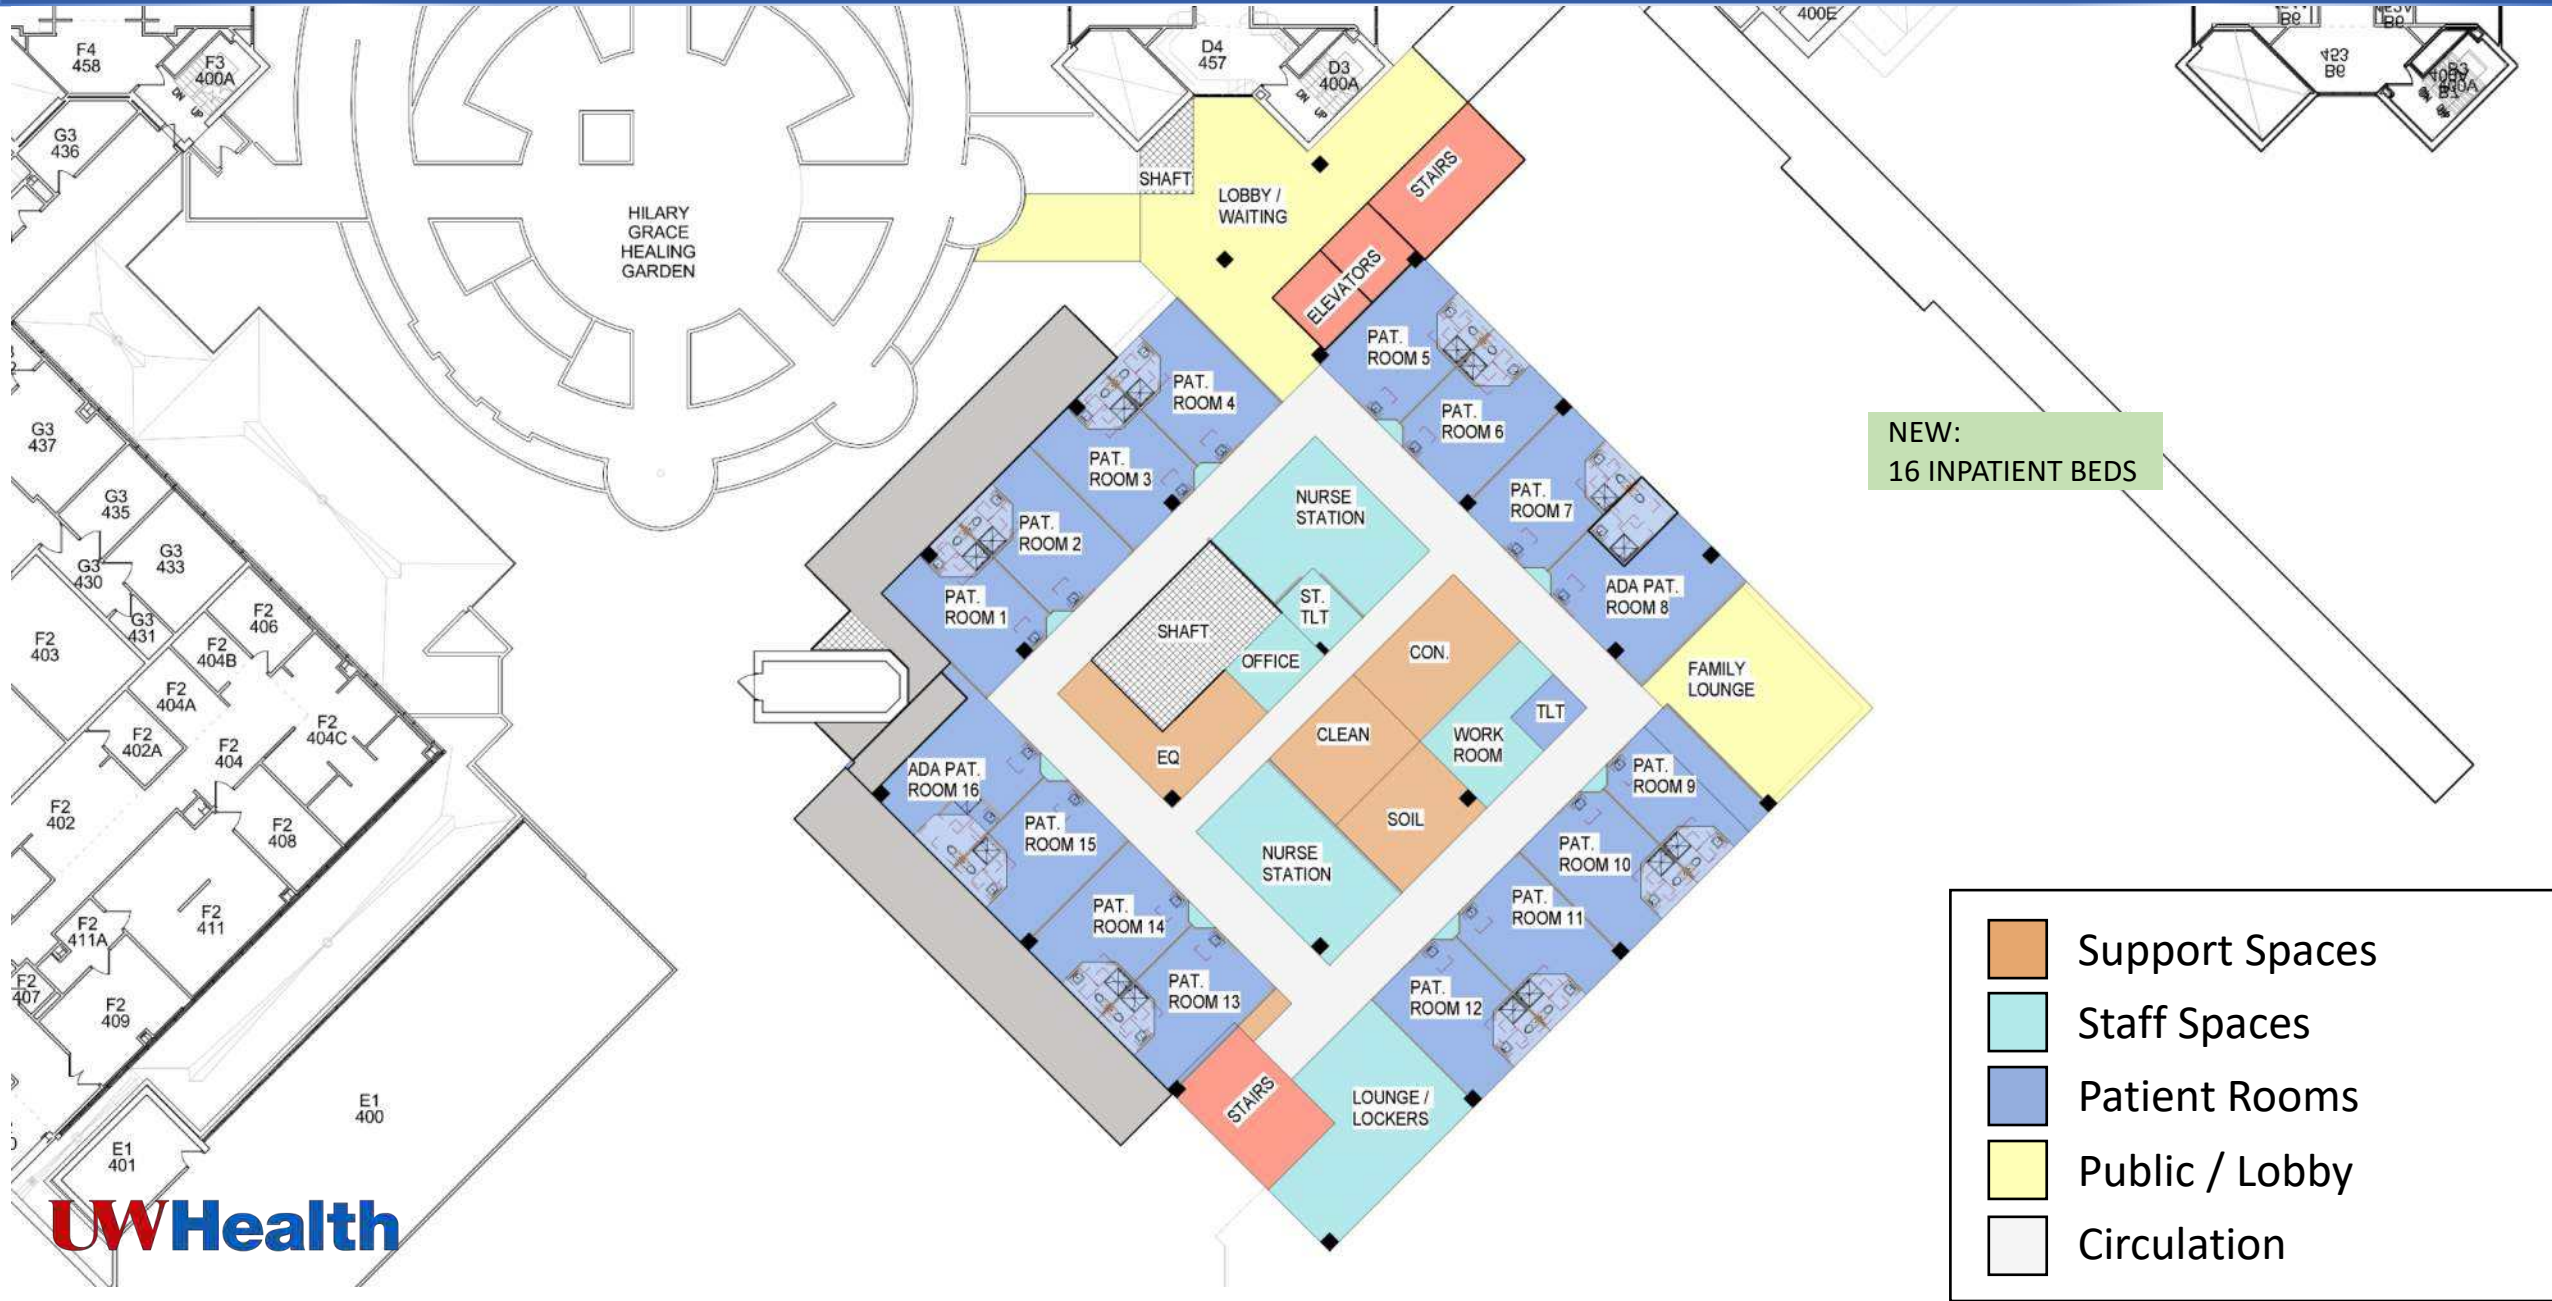 F4
458
F3
400A
DN
UP
G3
436
D4
457
D3
400A
DN
UP
400E
453
B6
SHAFT
LOBBY /
WAITING
STAIRS
ELEVATORS
HILARY
GRACE
HEALING
GARDEN
G3
437
G3
435
G3
433
G3
430
G3
431
F2
403
F2
406
F2
404B
F2
404A
F2
402A
F2
404
F2
404C
F2
402
F2
408
F2
411
F2
411A
F2
407
F2
409
E1
400
E1
401
PAT.
ROOM 5
PAT.
ROOM 4
PAT.
ROOM 6
PAT.
ROOM 3
PAT.
ROOM 7
PAT.
ROOM 2
PAT.
ROOM 1
ADA PAT.
ROOM 8
NURSE
STATION
ST.
TLT
SHAFT
OFFICE
CON.
FAMILY
LOUNGE
TLT
CLEAN
WORK
ROOM
EQ
SOIL
NURSE
STATION
ADA PAT.
ROOM 16
PAT.
ROOM 15
PAT.
ROOM 14
PAT.
ROOM 13
PAT.
ROOM 9
PAT.
ROOM 10
PAT.
ROOM 11
PAT.
ROOM 12
STAIRS
LOUNGE /
LOCKERS
NEW:
16 INPATIENT BEDS
Support Spaces
Staff Spaces
Patient Rooms
Public / Lobby
Circulation
UWHealth